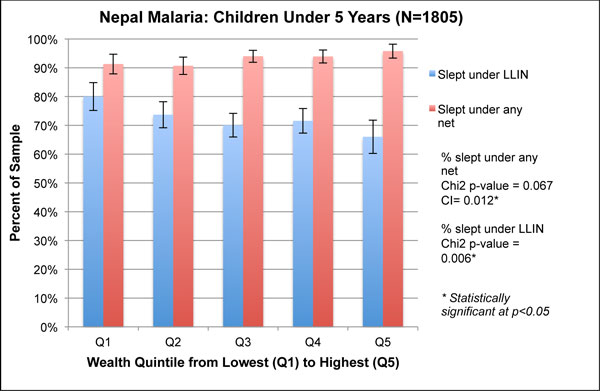 Nepal Malaria: Children Under 5 Years (N=1805)
100%
90%
80%
70%
60%
50%
40%
30%
20%
10%
0%
Percent of Sample
Q1 Q2 Q3 Q4 Q5
Wealth Quintile from Lowest (Q1) to Highest (Q5)
Slept under LLIN
Slept under any
net
% slept under any
net
Chi2 p-value = 0.067
CI= 0.012*
% slept under LLIN
Chi2 p-value =
0.006*
* Statistically
significant at p<0.05